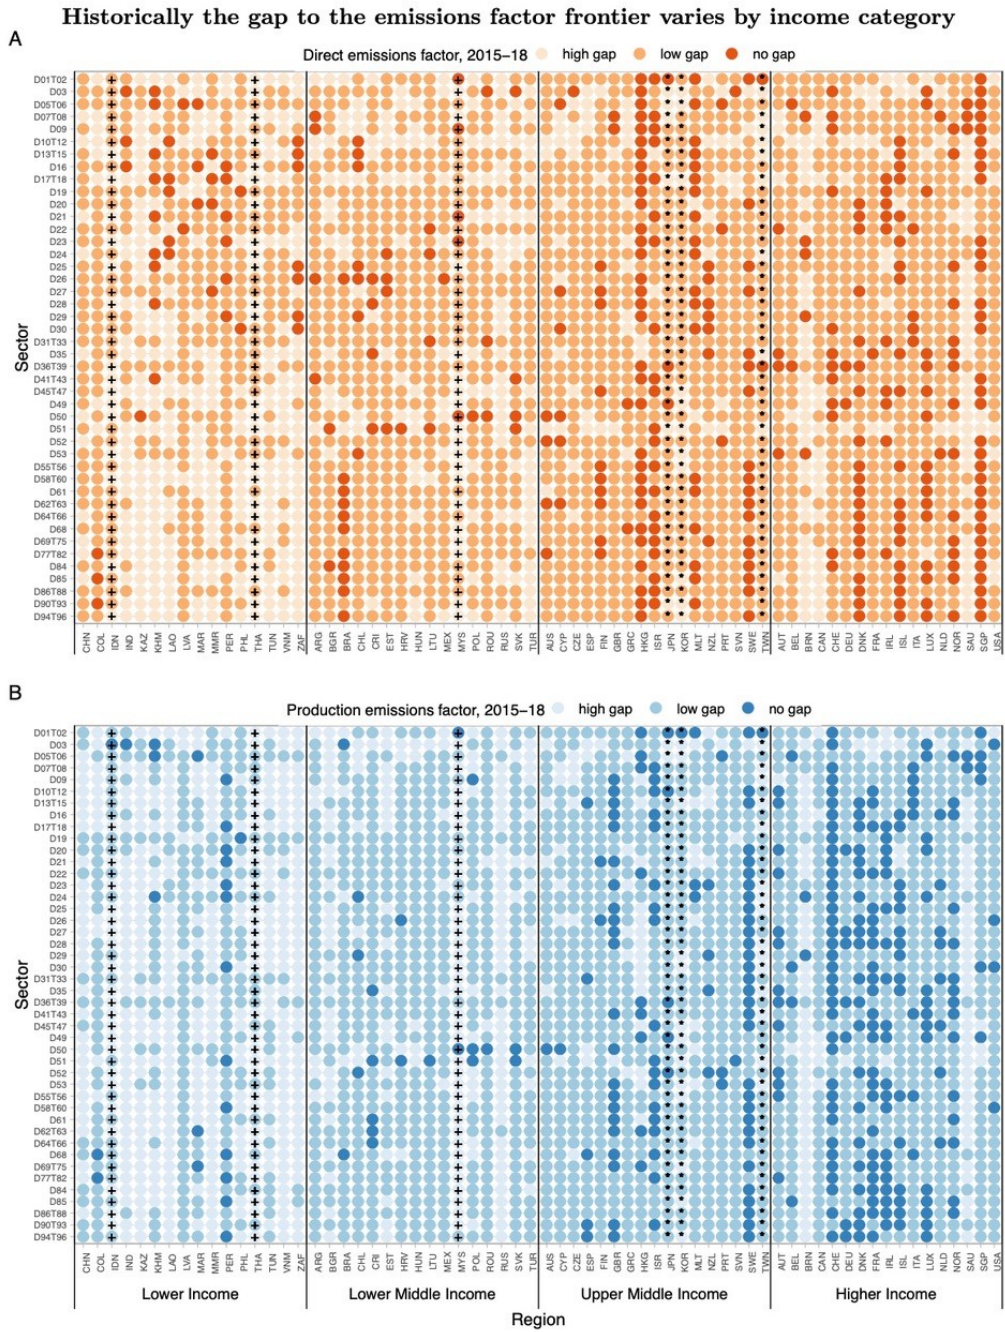 Historically the gap to the emissions factor frontier varies by income category
A
Direct emissions factor, 2015–18 high gap low gap no gap
Sector
D01T02
D03
D05T06
D07T08
D09
D10T12
D13T15
D16
D17T18
D19
D20
D21
D22
D23
D24
D25
D26
D27
D28
D29
D30
D31T33
D35
D36T39
D41T43
D45T47
D49
D50
D51
D52
D53
D55T56
D58T60
D61
D62T63
D64T66
D68
D69T75
D77T82
D84
D85
D86T88
D90T93
D94T96
CHN COL IDN IND KAZ KHM LAO LVA MAR MMR PER PHL THA TUN VNM ZAF ARG BGR BRA CHL CRI EST HRV HUN LTU MEX MYS POL ROU RUS SVK TUR AUS CYP CZE ESP FIN GBR GRC HKG ISR JPN KOR MLT NZL PRT SVN SWE TWN AUT BEL BRN CAN CHE DEU DNK FRA IRL ISL ITA LUX NLD NOR SAU SGP USA
B
Production emissions factor, 2015–18 high gap low gap no gap
Sector
D01T02
D03
D05T06
D07T08
D09
D10T12
D13T15
D16
D17T18
D19
D20
D21
D22
D23
D24
D25
D26
D27
D28
D29
D30
D31T33
D35
D36T39
D41T43
D45T47
D49
D50
D51
D52
D53
D55T56
D58T60
D61
D62T63
D64T66
D68
D69T75
D77T82
D84
D85
D86T88
D90T93
D94T96
CHN COL IDN IND KAZ KHM LAO LVA MAR MMR PER PHL THA TUN VNM ZAF ARG BGR BRA CHL CRI EST HRV HUN LTU MEX MYS POL ROU RUS SVK TUR AUS CYP CZE ESP FIN GBR GRC HKG ISR JPN KOR MLT NZL PRT SVN SWE TWN AUT BEL BRN CAN CHE DEU DNK FRA IRL ISL ITA LUX NLD NOR SAU SGP USA
Lower Income Lower Middle Income Upper Middle Income Higher Income
Region